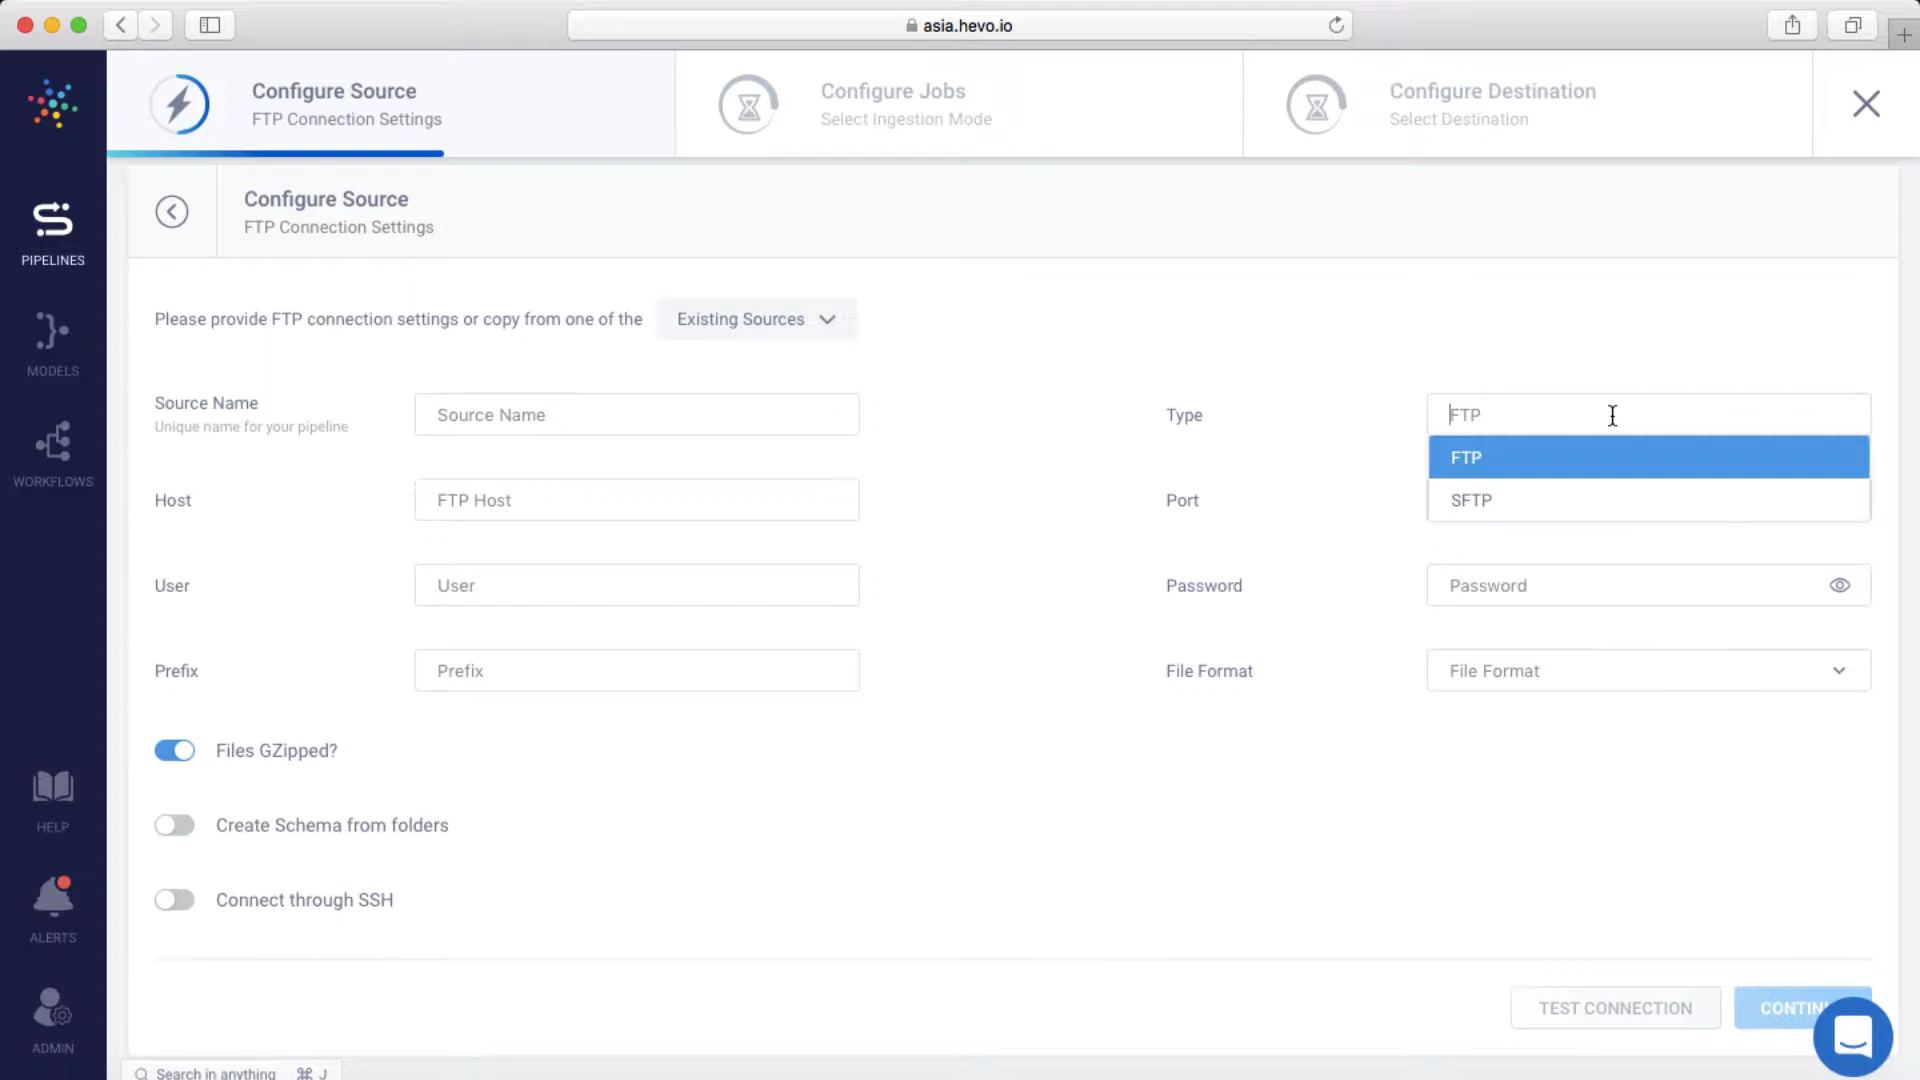 asia.hevo.io
Configure Source
FTP Connection Settings
Configure Jobs
Select Ingestion Mode
Configure Destination
Select Destination
PIPELINES
MODELS
WORKFLOWS
HELP
ALERTS
ADMIN
Configure Source
FTP Connection Settings
Please provide FTP connection settings or copy from one of the
Existing Sources
Source Name
Unique name for your pipeline
Source Name
Type
FTP
FTP
SFTP
Host
FTP Host
Port
User
User
Password
Password
Prefix
Prefix
File Format
File Format
Files GZipped?
Create Schema from folders
Connect through SSH
TEST CONNECTION
CONTIN
Search in anything ⌘ J